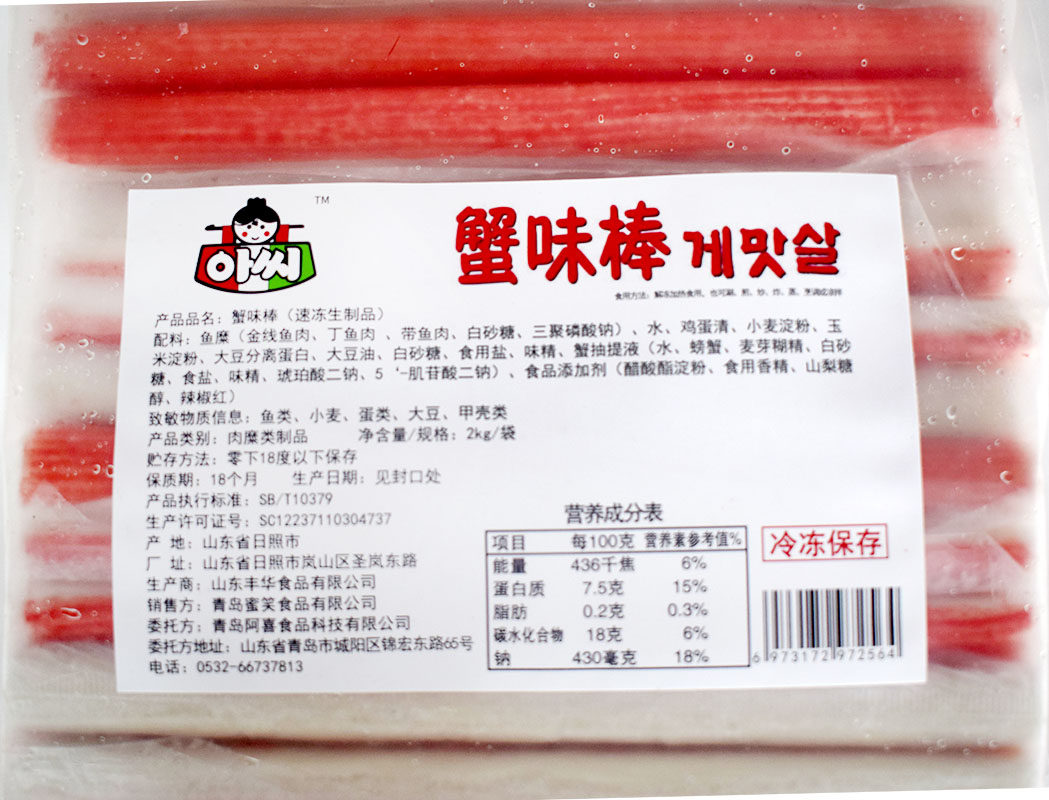 TM
아씨
蟹味棒 게맛살
食用方法：解冻加热食用，也可涮、煎、炒、炸、蒸、烹调或凉拌
产品品名：蟹味棒（速冻生制品）
配料：鱼糜（金线鱼肉、丁鱼肉 、带鱼肉、白砂糖、三聚磷酸钠）、水、鸡蛋清、小麦淀粉、玉
米淀粉、大豆分离蛋白、大豆油、白砂糖、食用盐、味精、蟹抽提液（水、螃蟹、麦芽糊精、白砂
糖、食盐、味精、琥珀酸二钠、5‘-肌苷酸二钠）、食品添加剂（醋酸酯淀粉、食用香精、山梨糖
醇、辣椒红）
致敏物质信息：鱼类、小麦、蛋类、大豆、甲壳类
产品类别：肉糜类制品 净含量/规格：2kg/袋
贮存方法：零下18度以下保存
保质期：18个月 生产日期：见封口处
产品执行标准：SB/T10379
生产许可证号：SC12237110304737
产 地：山东省日照市
厂 址：山东省日照市岚山区圣岚东路
生产商：山东丰华食品有限公司
销售方：青岛蜜笑食品有限公司
委托方：青岛阿喜食品科技有限公司
委托方地址：山东省青岛市城阳区锦宏东路65号
电话：0532-66737813
营养成分表
项目 每100克 营养素参考值%
能量 436千焦 6%
蛋白质 7.5克 15%
脂肪 0.2克 0.3%
碳水化合物 18克 6%
钠 430毫克 18%
冷冻保存
6 973172 972564